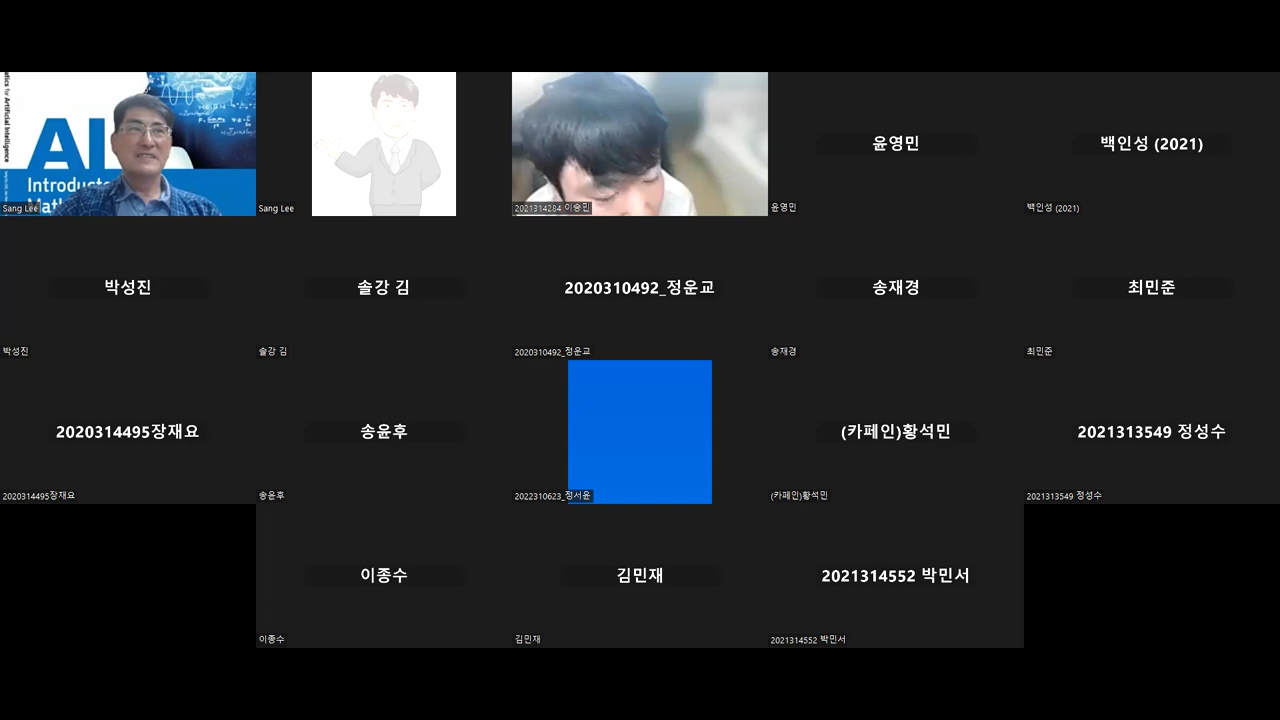 atics for Artificial Intelligence
AI
Introducto
Math
Sang Lee
Sang Lee
2021314284 이승민
윤영민
윤영민
백인성 (2021)
백인성 (2021)
박성진
박성진
솔강 김
솔강 김
2020310492_정운교
2020310492_정운교
송재경
송재경
최민준
최민준
2020314495장재요
2020314495장재요
송윤후
송윤후
2022310623_정서윤
(카페인)황석민
(카페인)황석민
2021313549 정성수
2021313549 정성수
이종수
이종수
김민재
김민재
2021314552 박민서
2021314552 박민서